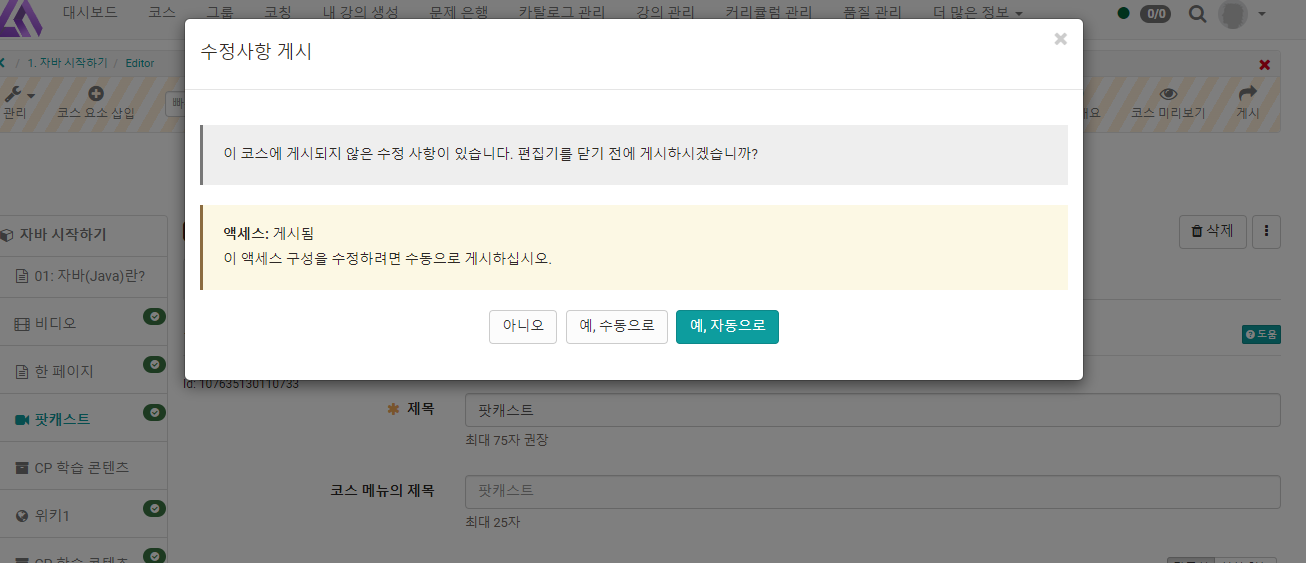 대시보드 코스 그룹 코칭 내 강의 생성 문제 은행 카탈로그 관리 강의 관리 커리큘럼 관리 품질 관리 더 많은 정보 0/0
수정사항 게시 ×
/ 1. 자바 시작하기 / Editor
관리 코스 요소 삽입 코스 미리보기 게시
이 코스에 게시되지 않은 수정 사항이 있습니다. 편집기를 닫기 전에 게시하시겠습니까?
액세스: 게시됨
이 액세스 구성을 수정하려면 수동으로 게시하십시오.
아니오 예, 수동으로 예, 자동으로
자바 시작하기
삭제
01: 자바(Java)란?
비디오
도움
한 페이지
Id: 107635130110733
팟캐스트
제목 팟캐스트
최대 75자 권장
CP 학습 콘텐츠
코스 메뉴의 제목 팟캐스트
최대 25자
위키1
CP 학습 콘텐츠